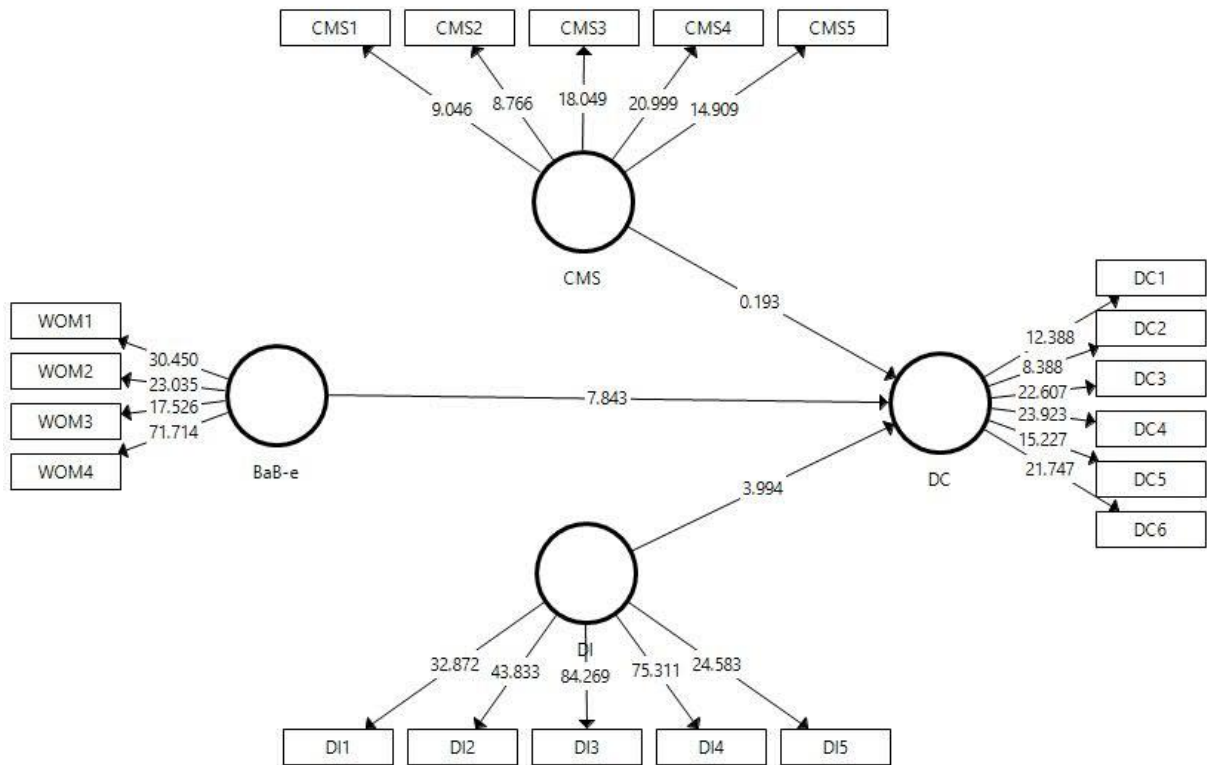 CMS1 CMS2 CMS3 CMS4 CMS5
9.046 8.766 18.049 20.999 14.909
CMS
0.193
WOM1
WOM2
WOM3
WOM4
30.450
23.035
17.526
71.714
BaB-e
7.843
DC
DC1
DC2
DC3
DC4
DC5
DC6
12.388
8.388
22.607
23.923
15.227
21.747
3.994
DI
32.872 43.833 84.269 75.311 24.583
DI1 DI2 DI3 DI4 DI5